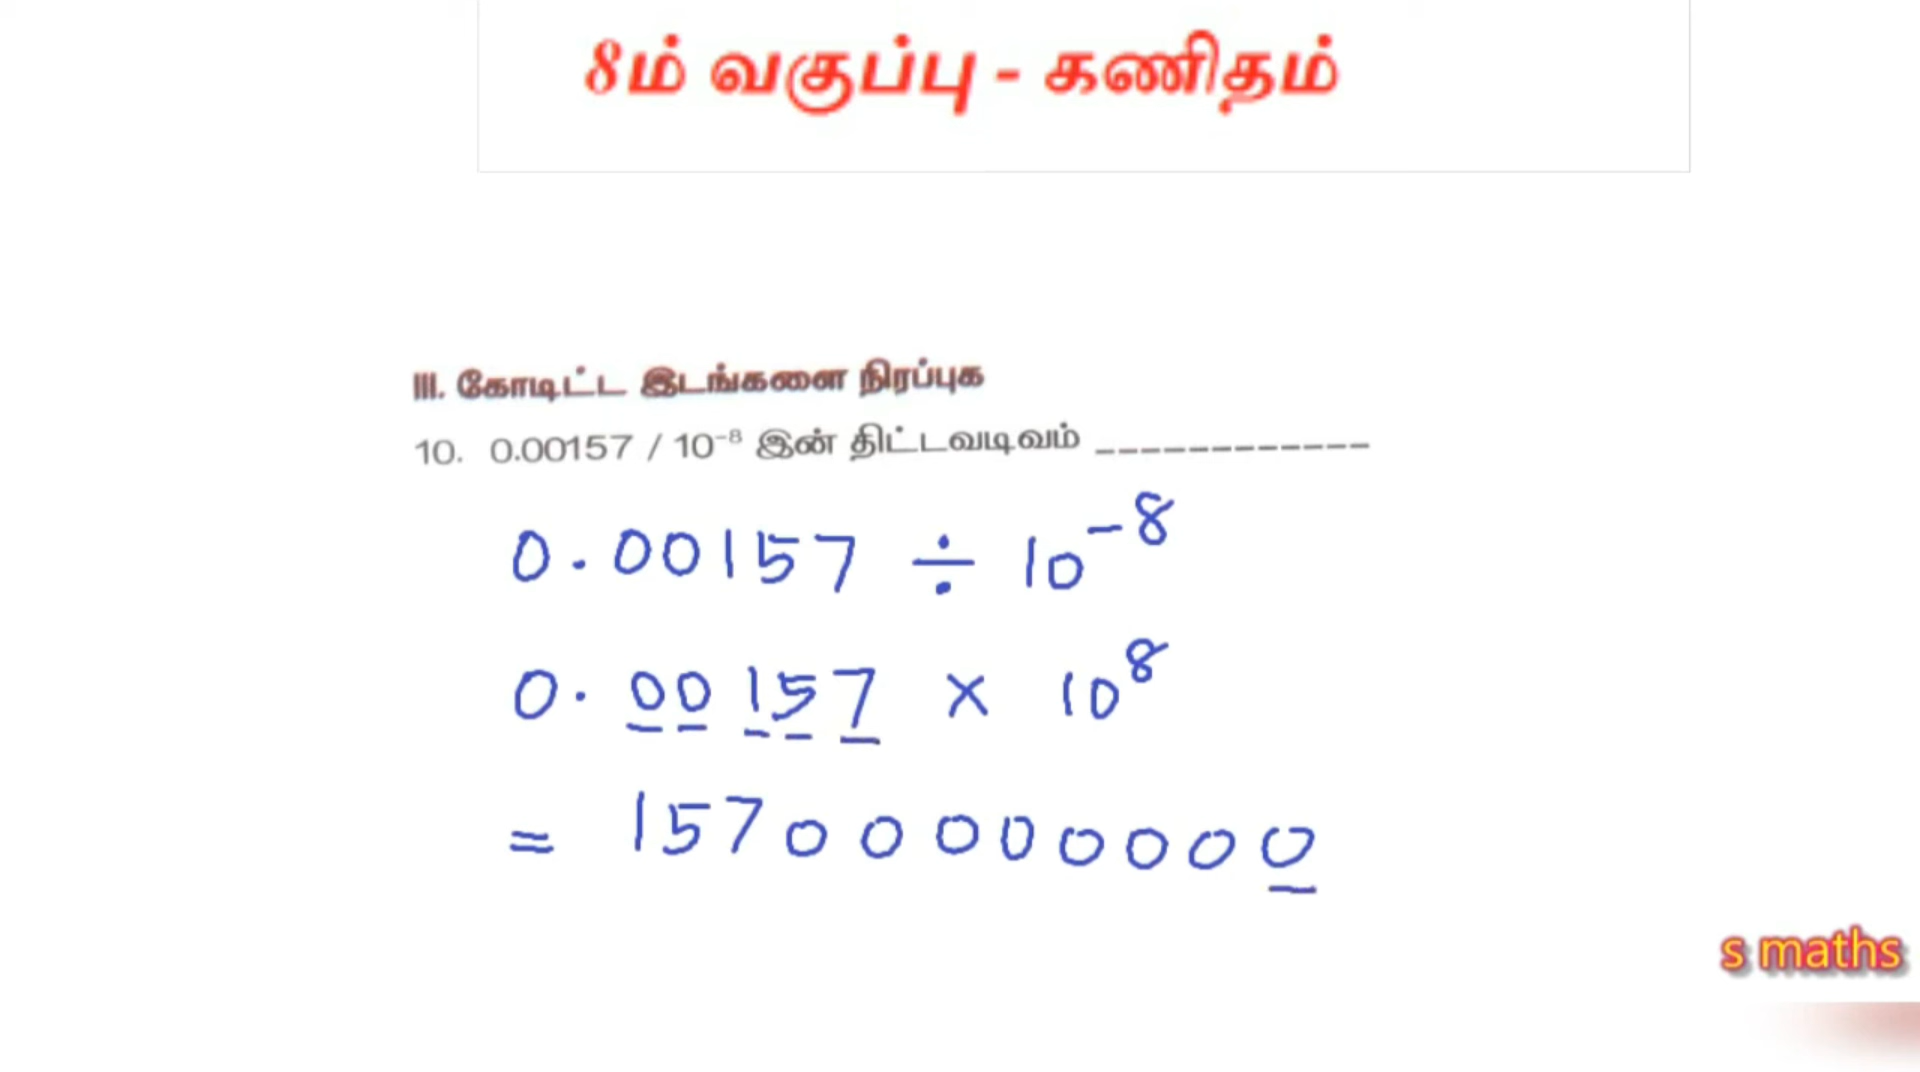 8ம் வகுப்பு - கணிதம்
III. கோடிட்ட இடங்களை நிரப்புக
10. 0.00157 / 10⁻⁸ இன் திட்டவடிவம் ____________
0.00157 ÷ 10⁻⁸
0.00157 × 10⁸
= 15700000000
s maths